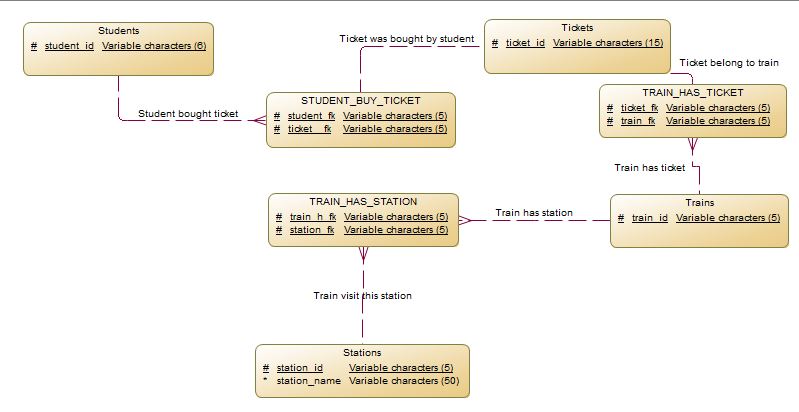 Students
# student_id Variable characters (6)
Tickets
# ticket_id Variable characters (15)
Ticket was bought by student
Ticket belong to train
Student bought ticket
STUDENT_BUY_TICKET
# student_fk Variable characters (5)
# ticket_fk Variable characters (5)
TRAIN_HAS_TICKET
# ticket_fk Variable characters (5)
# train_fk Variable characters (5)
Train has ticket
TRAIN_HAS_STATION
# train_h_fk Variable characters (5)
# station_fk Variable characters (5)
Train has station
Trains
# train_id Variable characters (5)
Train visit this station
Stations
# station_id Variable characters (5)
* station_name Variable characters (50)